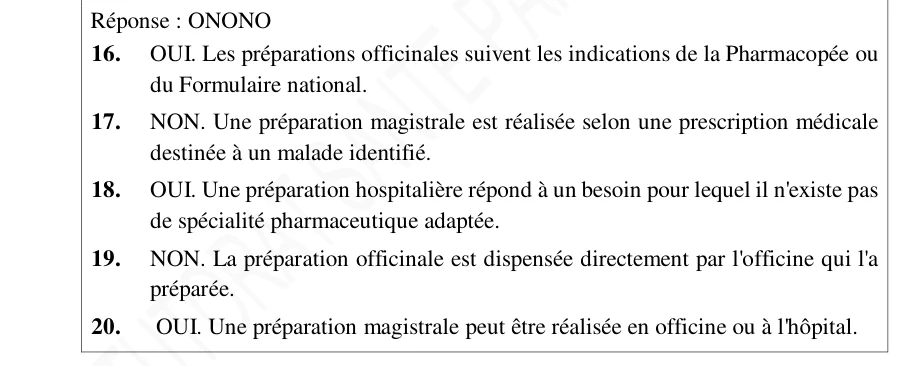 Réponse : ONONO
16. OUI. Les préparations officinales suivent les indications de la Pharmacopée ou
du Formulaire national.
17. NON. Une préparation magistrale est réalisée selon une prescription médicale
destinée à un malade identifié.
18. OUI. Une préparation hospitalière répond à un besoin pour lequel il n'existe pas
de spécialité pharmaceutique adaptée.
19. NON. La préparation officinale est dispensée directement par l'officine qui l'a
préparée.
20. OUI. Une préparation magistrale peut être réalisée en officine ou à l'hôpital.